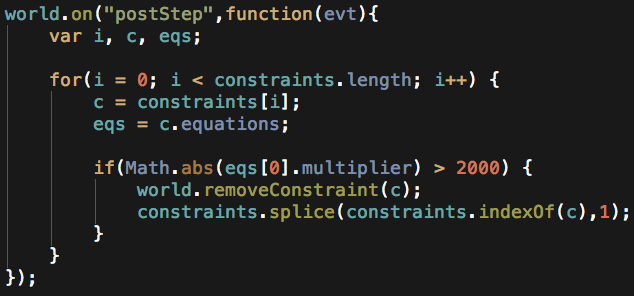 world.on("postStep",function(evt){
    var i, c, eqs;

    for(i = 0; i < constraints.length; i++) {
        c = constraints[i];
        eqs = c.equations;

        if(Math.abs(eqs[0].multiplier) > 2000) {
            world.removeConstraint(c);
            constraints.splice(constraints.indexOf(c),1);
        }
    }
});